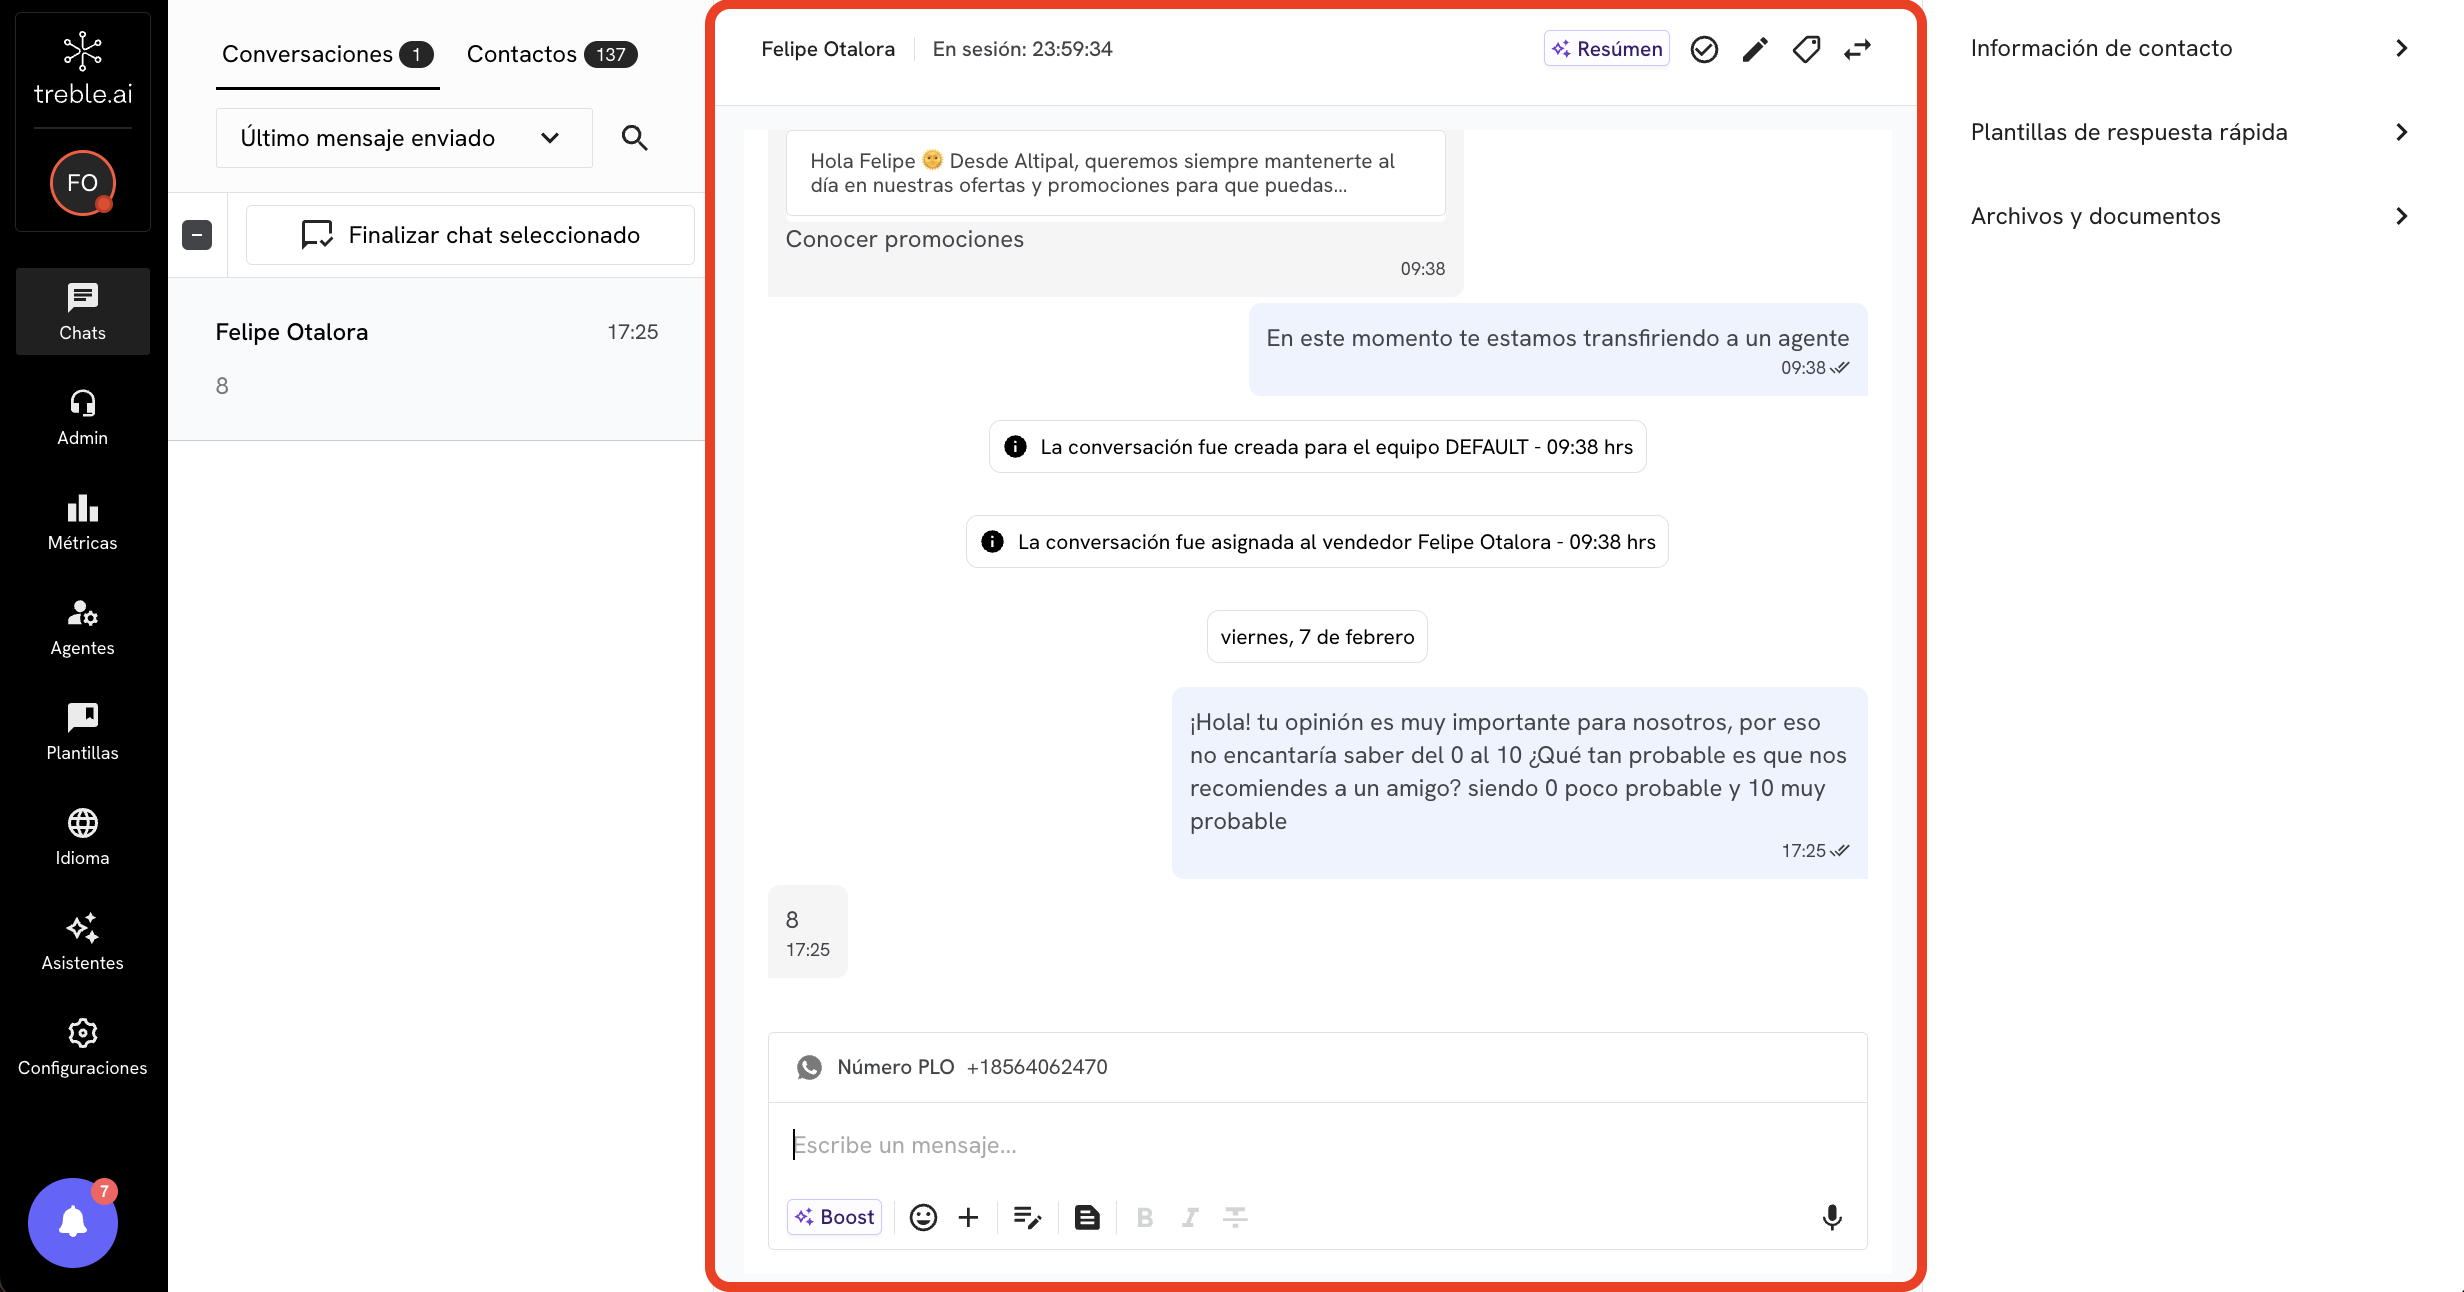 treble.ai
FO
Chats
Admin
Métricas
Agentes
Plantillas
Idioma
Asistentes
Configuraciones
7
Conversaciones 1
Contactos 137
Último mensaje enviado
Finalizar chat seleccionado
Felipe Otalora 17:25
8
Felipe Otalora En sesión: 23:59:34
Resúmen
Hola Felipe 🌞 Desde Altipal, queremos siempre mantenerte al
día en nuestras ofertas y promociones para que puedas...
Conocer promociones
09:38
En este momento te estamos transfiriendo a un agente
09:38
La conversación fue creada para el equipo DEFAULT - 09:38 hrs
La conversación fue asignada al vendedor Felipe Otalora - 09:38 hrs
viernes, 7 de febrero
¡Hola! tu opinión es muy importante para nosotros, por eso
no encantaría saber del 0 al 10 ¿Qué tan probable es que nos
recomiendes a un amigo? siendo 0 poco probable y 10 muy
probable
17:25
8
17:25
Número PLO +18564062470
Escribe un mensaje...
Boost
B I
Información de contacto
Plantillas de respuesta rápida
Archivos y documentos